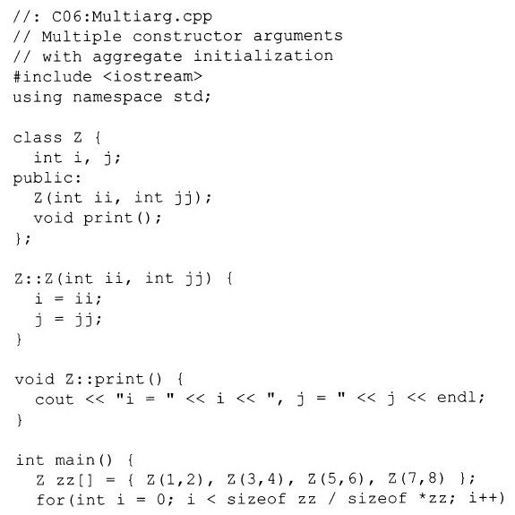 //: C06:Multiarg.cpp
// Multiple constructor arguments
// with aggregate initialization
#include <iostream>
using namespace std;

class Z {
  int i, j;
public:
  Z(int ii, int jj);
  void print();
};

Z::Z(int ii, int jj) {
  i = ii;
  j = jj;
}

void Z::print() {
  cout << "i = " << i << ", j = " << j << endl;
}

int main() {
  Z zz[] = { Z(1,2), Z(3,4), Z(5,6), Z(7,8) };
  for(int i = 0; i < sizeof zz / sizeof *zz; i++)